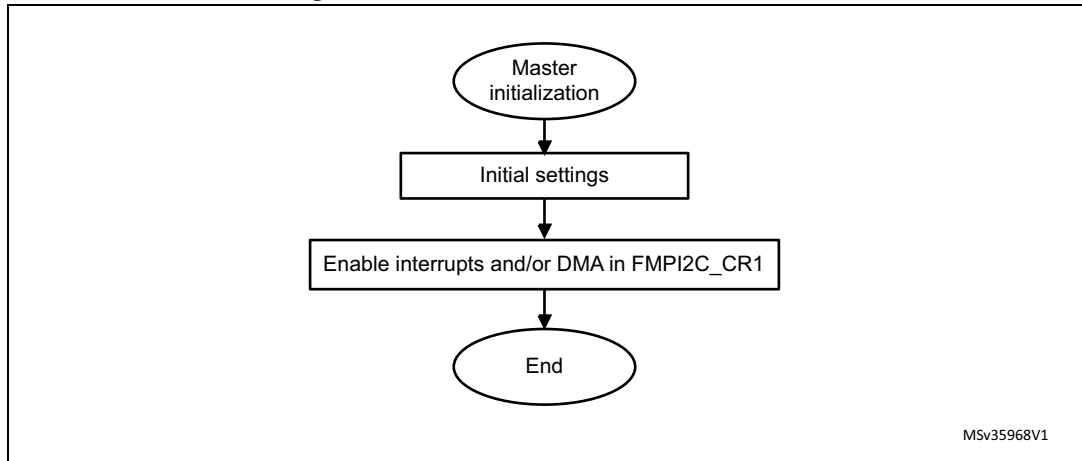 Master
initialization
Initial settings
Enable interrupts and/or DMA in FMPI2C_CR1
End
MSv35968V1